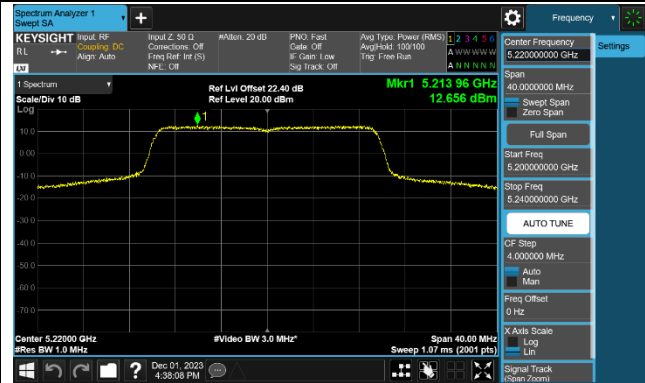 Spectrum Analyzer 1
Swept SA
Frequency
KEYSIGHT
RL
LXI
Input: RF
Coupling: DC
Align: Auto
Input Z: 50 Ω
Corrections: Off
Freq Ref: Int (S)
NFE: Off
#Atten: 20 dB
PNO: Fast
Gate: Off
IF Gain: Low
Sig Track: Off
Avg Type: Power (RMS)
Avg|Hold: 100/100
Trig: Free Run
1 2 3 4 5 6
A W W W W W
A N N N N N
1 Spectrum
Scale/Div 10 dB
Log
Ref Lvl Offset 22.40 dB
Ref Level 20.00 dBm
Mkr1 5.213 96 GHz
12.656 dBm
1
10.0
0.00
-10.0
-20.0
-30.0
-40.0
-50.0
-60.0
-70.0
Center 5.22000 GHz
#Res BW 1.0 MHz
#Video BW 3.0 MHz*
Span 40.00 MHz
Sweep 1.07 ms (2001 pts)
Dec 01, 2023
4:38:08 PM
Center Frequency
5.220000000 GHz
Settings
Span
40.0000000 MHz
Swept Span
Zero Span
Full Span
Start Freq
5.200000000 GHz
Stop Freq
5.240000000 GHz
AUTO TUNE
CF Step
4.000000 MHz
Auto
Man
Freq Offset
0 Hz
X Axis Scale
Log
Lin
Signal Track
(Span Zoom)